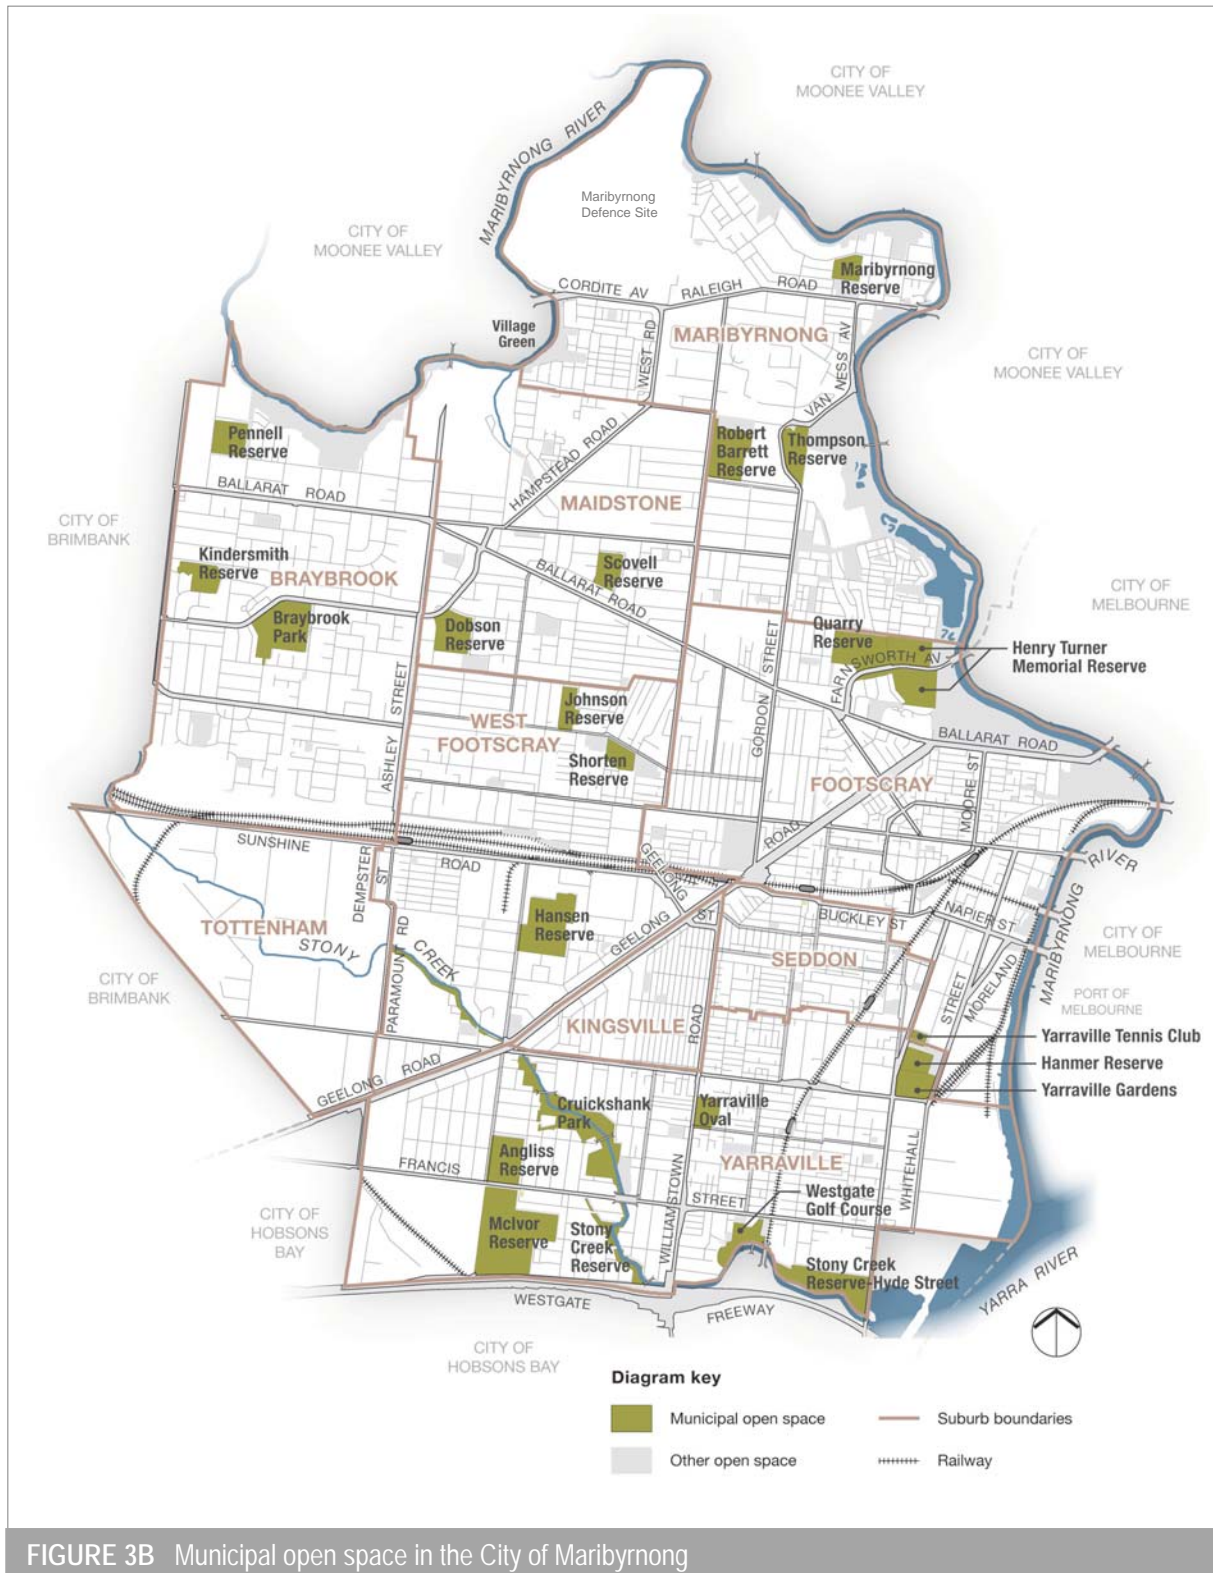 CITY OF
MOONEE VALLEY
MARIBYRNONG RIVER
Maribyrnong
Defence Site
CITY OF
MOONEE VALLEY
Maribyrnong
Reserve
CORDITE AV
RALEIGH
ROAD
Village
Green
WEST RD
MARIBYRNONG
VAN NESS AV
CITY OF
MOONEE VALLEY
Pennell
Reserve
HAMPSTEAD ROAD
Robert
Barrett
Reserve
Thompson
Reserve
BALLARAT ROAD
MAIDSTONE
CITY OF
BRIMBANK
Kindersmith
Reserve
BRAYBROOK
BALLARAT ROAD
Scovell
Reserve
CITY OF
MELBOURNE
Braybrook
Park
Dobson
Reserve
STREET
Quarry
Reserve
FARNSWORTH AV
Henry Turner
Memorial Reserve
ASHLEY
STREET
Johnson
Reserve
WEST
FOOTSCRAY
Shorten
Reserve
GORDON
BALLARAT ROAD
FOOTSCRAY
MOORE ST
SUNSHINE
ROAD
DEMPSTER
ST
GEELONG
ROAD
RIVER
MARIBYRNONG
Hansen
Reserve
GEELONG
ST
BUCKLEY ST
NAPIER ST
CITY OF
MELBOURNE
TOTTENHAM
STONY
CREEK
PARAMOUNT RD
SEDDON
STREET
MORELAND
CITY OF
BRIMBANK
PORT OF
MELBOURNE
KINGSVILLE
ROAD
Yarraville Tennis Club
Hanmer Reserve
Yarraville Gardens
GEELONG
ROAD
Cruickshank
Park
Yarraville
Oval
Angliss
Reserve
FRANCIS
YARRAVILLE
WHITEHALL
STREET
Westgate
Golf Course
WILLIAMSTOWN
CITY OF
HOBSONS
BAY
McIvor
Reserve
Stony
Creek
Reserve
Stony Creek
Reserve-Hyde Street
YARRA RIVER
WESTGATE
FREEWAY
CITY OF
HOBSONS BAY
Diagram key
Municipal open space
Suburb boundaries
Other open space
Railway
FIGURE 3B Municipal open space in the City of Maribyrnong